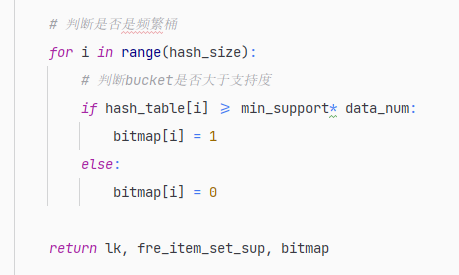 # 判断是否是频繁桶
for i in range(hash_size):
# 判断bucket是否大于支持度
if hash_table[i] >= min_support* data_num:
bitmap[i] = 1
else:
bitmap[i] = 0
return lk, fre_item_set_sup, bitmap